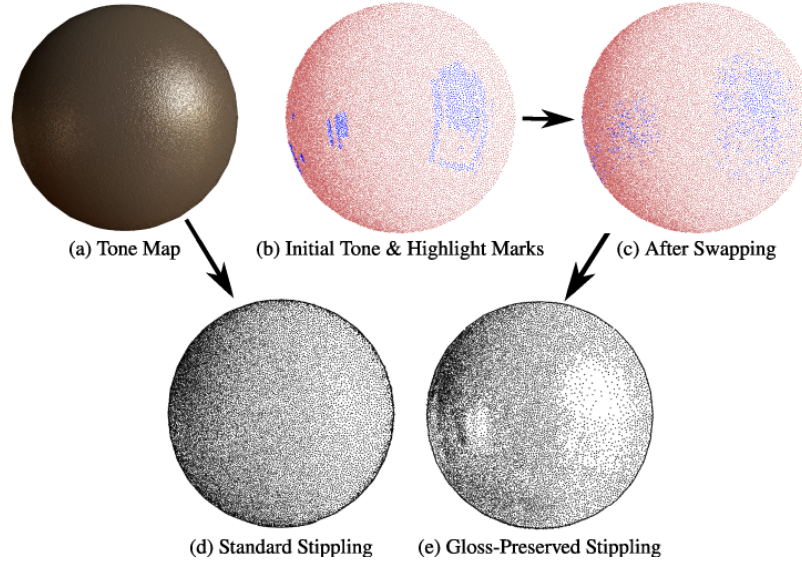 (a) Tone Map
(b) Initial Tone & Highlight Marks
(c) After Swapping
(d) Standard Stippling
(e) Gloss-Preserved Stippling